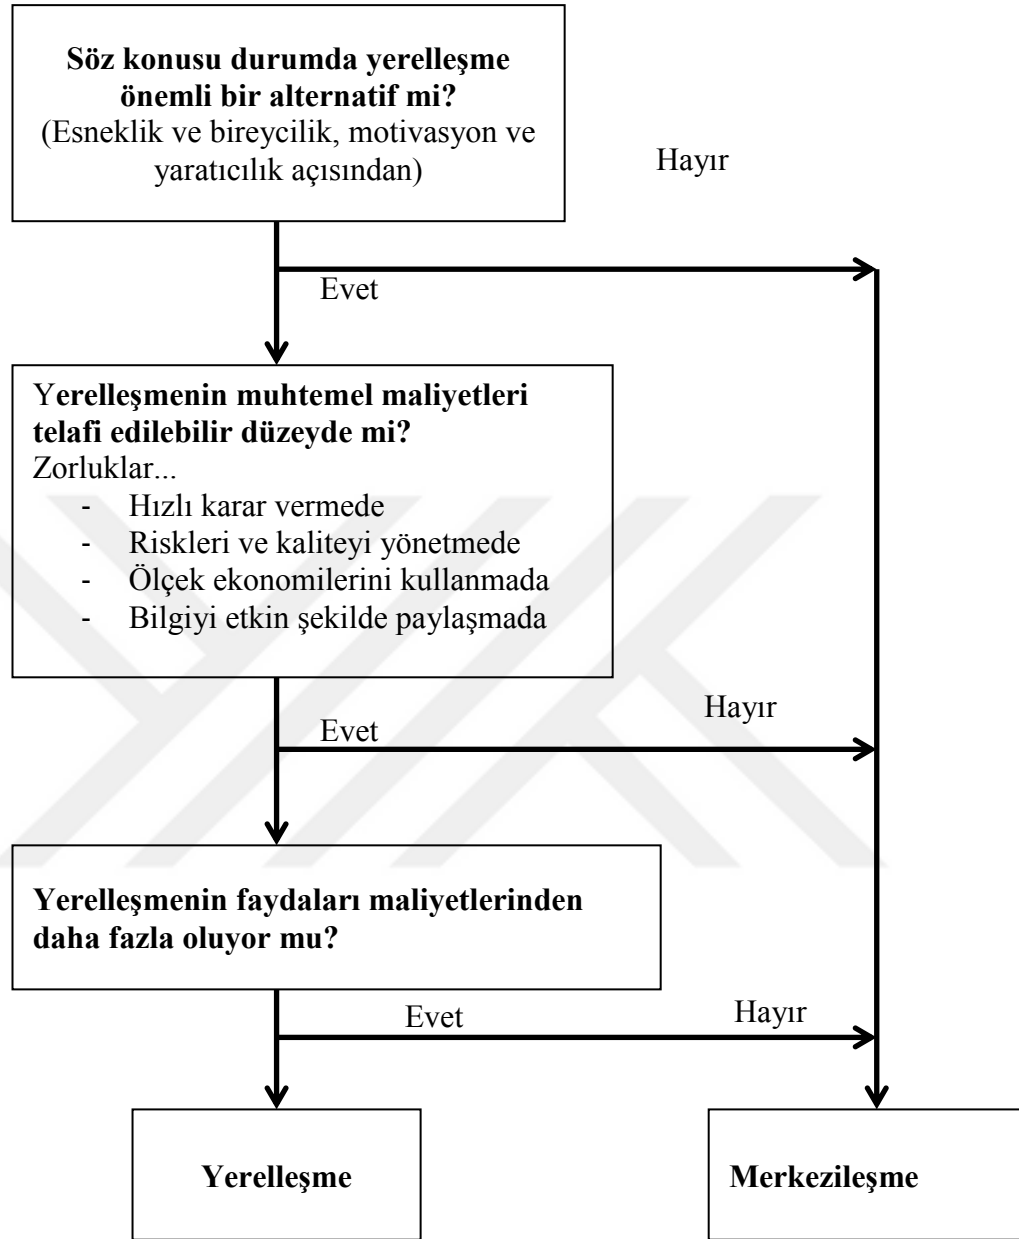 Söz konusu durumda yerelleşme
önemli bir alternatif mi?
(Esneklik ve bireycilik, motivasyon ve
yaratıcılık açısından)
Hayır
Evet
Yerelleşmenin muhtemel maliyetleri
telafi edilebilir düzeyde mi?
Zorluklar...
- Hızlı karar vermede
- Riskleri ve kaliteyi yönetmede
- Ölçek ekonomilerini kullanmada
- Bilgiyi etkin şekilde paylaşmada
Hayır
Evet
Yerelleşmenin faydaları maliyetlerinden
daha fazla oluyor mu?
Evet
Hayır
Yerelleşme
Merkezileşme